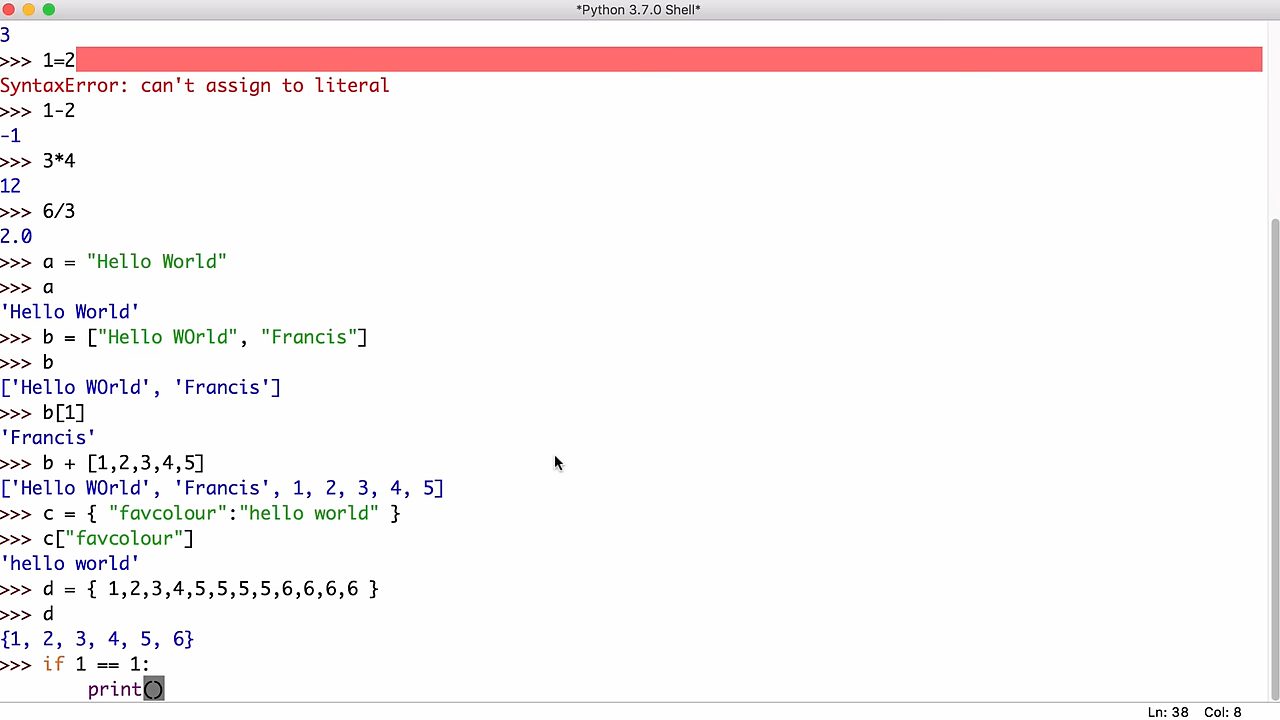 *Python 3.7.0 Shell*
3
>>> 1=2
SyntaxError: can't assign to literal
>>> 1-2
-1
>>> 3*4
12
>>> 6/3
2.0
>>> a = "Hello World"
>>> a
'Hello World'
>>> b = ["Hello WOrld", "Francis"]
>>> b
['Hello WOrld', 'Francis']
>>> b[1]
'Francis'
>>> b + [1,2,3,4,5]
['Hello WOrld', 'Francis', 1, 2, 3, 4, 5]
>>> c = { "favcolour":"hello world" }
>>> c["favcolour"]
'hello world'
>>> d = { 1,2,3,4,5,5,5,5,6,6,6,6 }
>>> d
{1, 2, 3, 4, 5, 6}
>>> if 1 == 1:
print()
Ln: 38 Col: 8